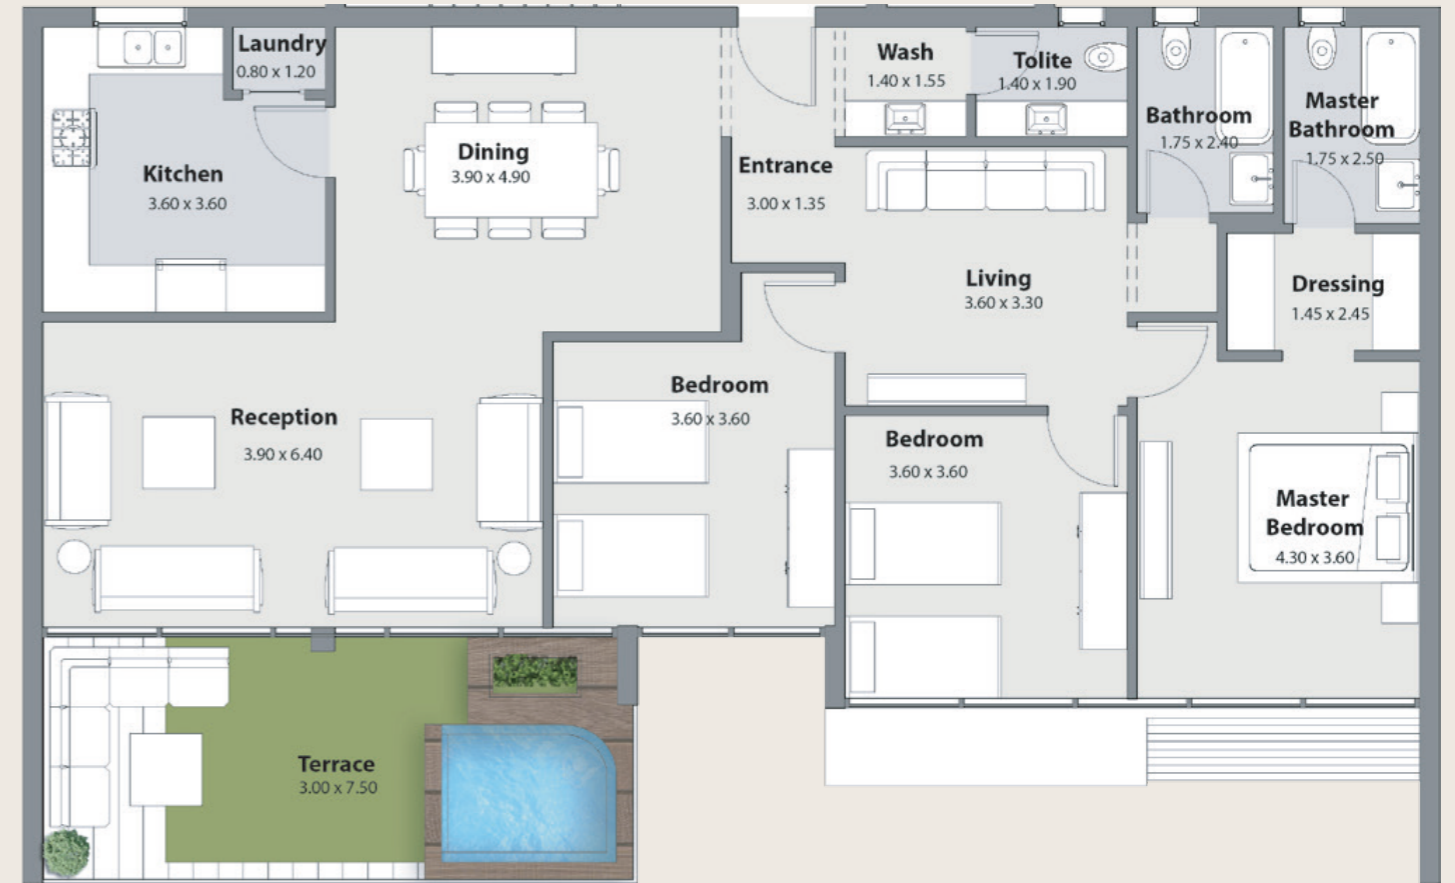 Laundry
0.80 x 1.20
Kitchen
3.60 x 3.60
Dining
3.90 x 4.90
Entrance
3.00 x 1.35
Wash
1.40 x 1.55
Tolite
1.40 x 1.90
Bathroom
1.75 x 2.40
Master
Bathroom
1.75 x 2.50
Living
3.60 x 3.30
Dressing
1.45 x 2.45
Reception
3.90 x 6.40
Bedroom
3.60 x 3.60
Bedroom
3.60 x 3.60
Master
Bedroom
4.30 x 3.60
Terrace
3.00 x 7.50